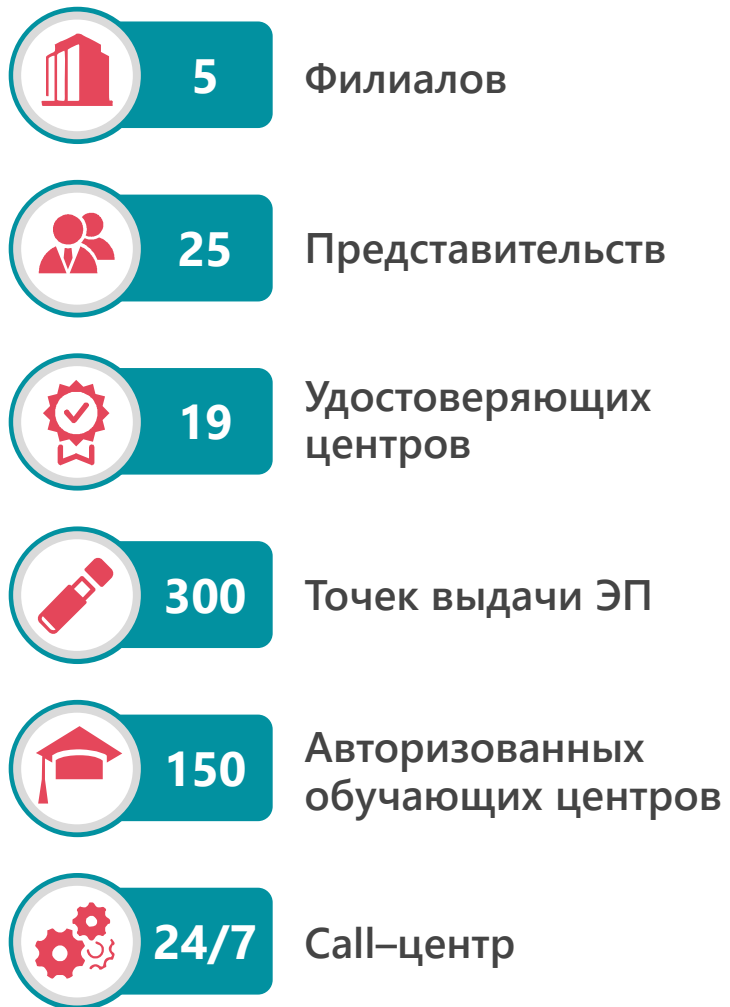 5 Филиалов
25 Представительств
19 Удостоверяющих
центров
300 Точек выдачи ЭП
150 Авторизованных
обучающих центров
24/7 Call–центр